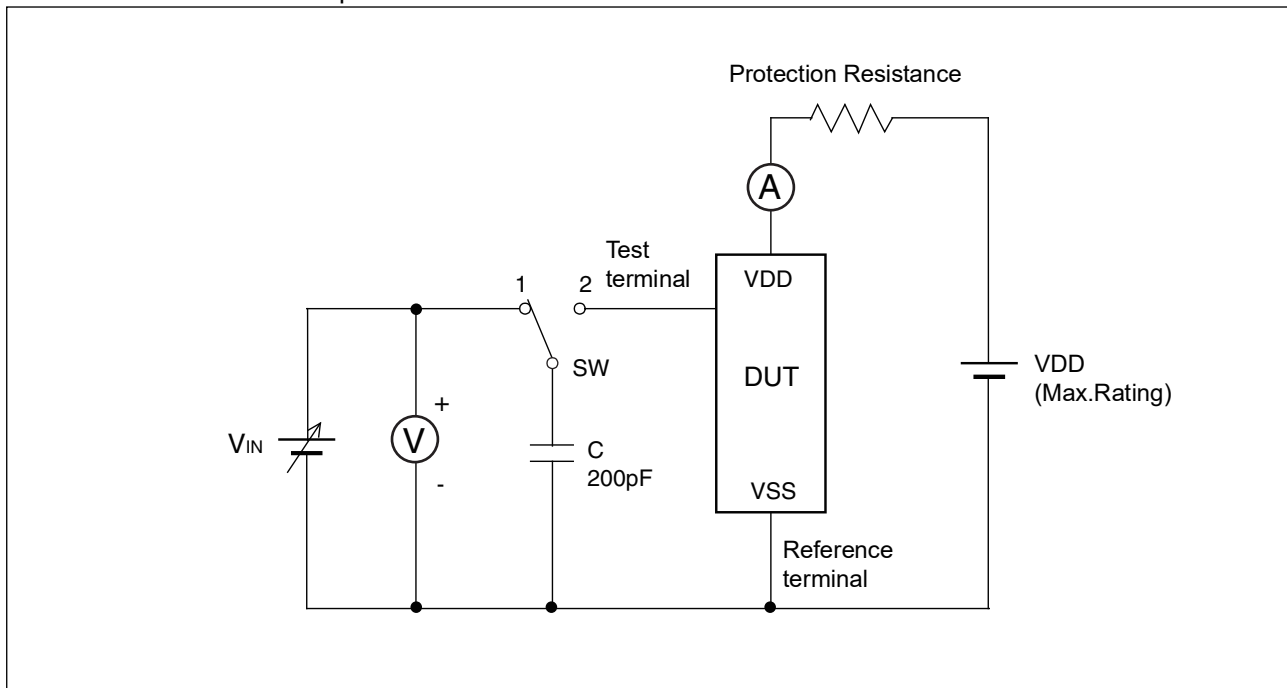 Protection Resistance
A
Test
terminal
1
2
VDD
SW
DUT
VDD
(Max.Rating)
+
VIN
V
-
C
200pF
VSS
Reference
terminal